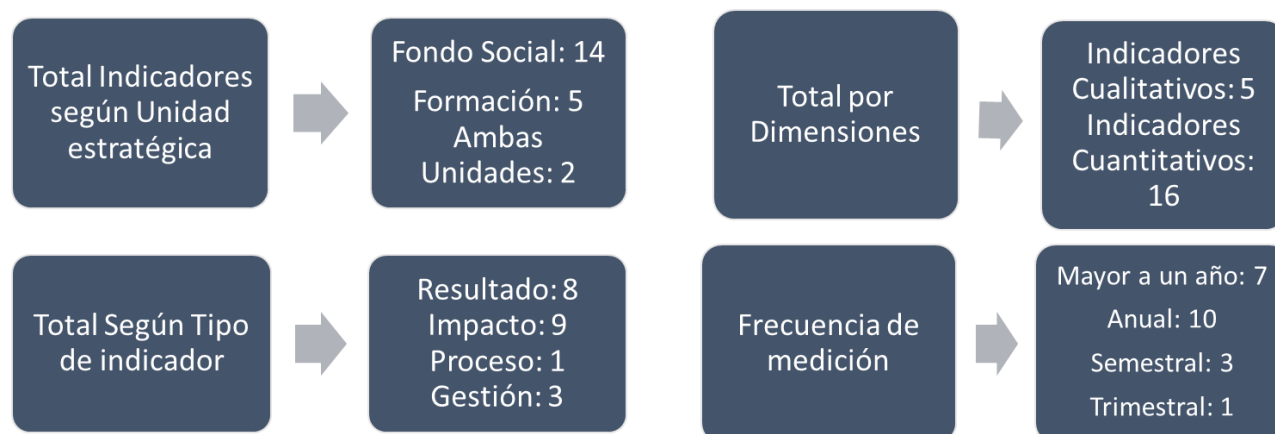 Total Indicadores
según Unidad
estratégica
Fondo Social: 14
Formación: 5
Ambas
Unidades: 2
Total por
Dimensiones
Indicadores
Cualitativos: 5
Indicadores
Cuantitativos:
16
Total Según Tipo
de indicador
Resultado: 8
Impacto: 9
Proceso: 1
Gestión: 3
Frecuencia de
medición
Mayor a un año: 7
Anual: 10
Semestral: 3
Trimestral: 1